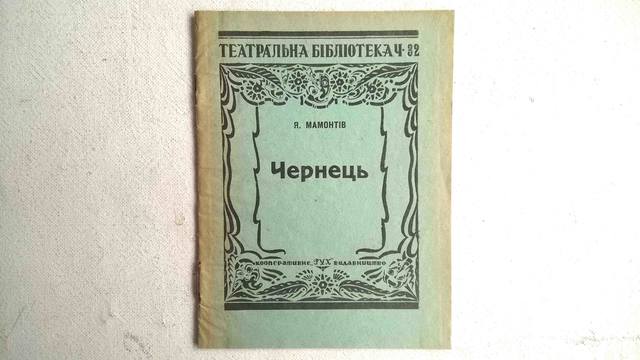 ТЕАТРАЛЬНА БІБЛІОТЕКА Ч. 32
Я. МАМОНТІВ
Чернець
КООПЕРАТИВНЕ РУХ ВИДАВНИЦТВО